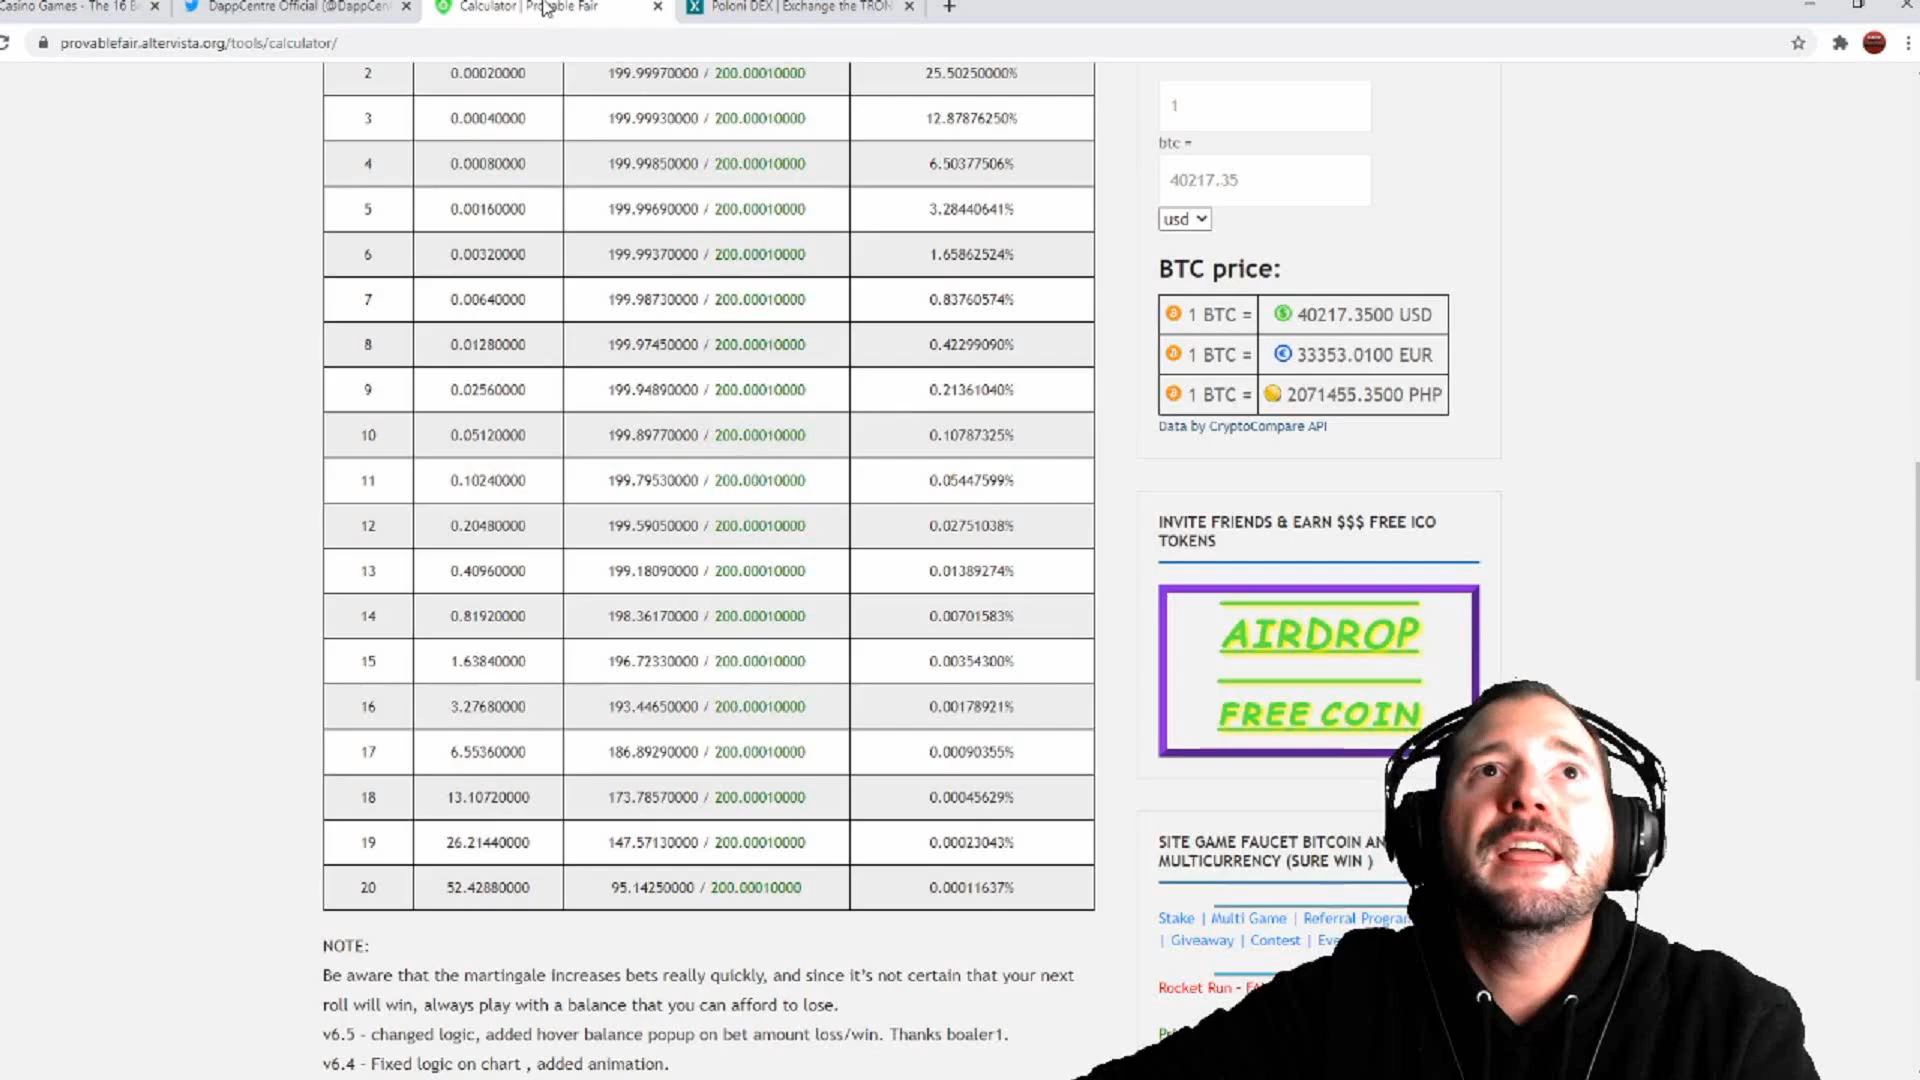 Casino Games - The 16 B
DappCentre Official (@DappCen
Calculator | Provable Fair
Poloni DEX | Exchange the TRON
provablefair.altervista.org/tools/calculator/
2 0.00020000 199.99970000 / 200.00010000 25.50250000%
3 0.00040000 199.99930000 / 200.00010000 12.87876250%
4 0.00080000 199.99850000 / 200.00010000 6.50377506%
5 0.00160000 199.99690000 / 200.00010000 3.28440641%
6 0.00320000 199.99370000 / 200.00010000 1.65862524%
7 0.00640000 199.98730000 / 200.00010000 0.83760574%
8 0.01280000 199.97450000 / 200.00010000 0.42299090%
9 0.02560000 199.94890000 / 200.00010000 0.21361040%
10 0.05120000 199.89770000 / 200.00010000 0.10787325%
11 0.10240000 199.79530000 / 200.00010000 0.05447599%
12 0.20480000 199.59050000 / 200.00010000 0.02751038%
13 0.40960000 199.18090000 / 200.00010000 0.01389274%
14 0.81920000 198.36170000 / 200.00010000 0.00701583%
15 1.63840000 196.72330000 / 200.00010000 0.00354300%
16 3.27680000 193.44650000 / 200.00010000 0.00178921%
17 6.55360000 186.89290000 / 200.00010000 0.00090355%
18 13.10720000 173.78570000 / 200.00010000 0.00045629%
19 26.21440000 147.57130000 / 200.00010000 0.00023043%
20 52.42880000 95.14250000 / 200.00010000 0.00011637%
NOTE:
Be aware that the martingale increases bets really quickly, and since it's not certain that your next
roll will win, always play with a balance that you can afford to lose.
v6.5 - changed logic, added hover balance popup on bet amount loss/win. Thanks boaler1.
v6.4 - Fixed logic on chart , added animation.
1
btc =
40217.35
usd
BTC price:
1 BTC = 40217.3500 USD
1 BTC = 33353.0100 EUR
1 BTC = 2071455.3500 PHP
Data by CryptoCompare API
INVITE FRIENDS & EARN $$$ FREE ICO
TOKENS
AIRDROP
FREE COIN
SITE GAME FAUCET BITCOIN AN
MULTICURRENCY (SURE WIN )
Stake | Multi Game | Referral Program
| Giveaway | Contest | Eve
Rocket Run -